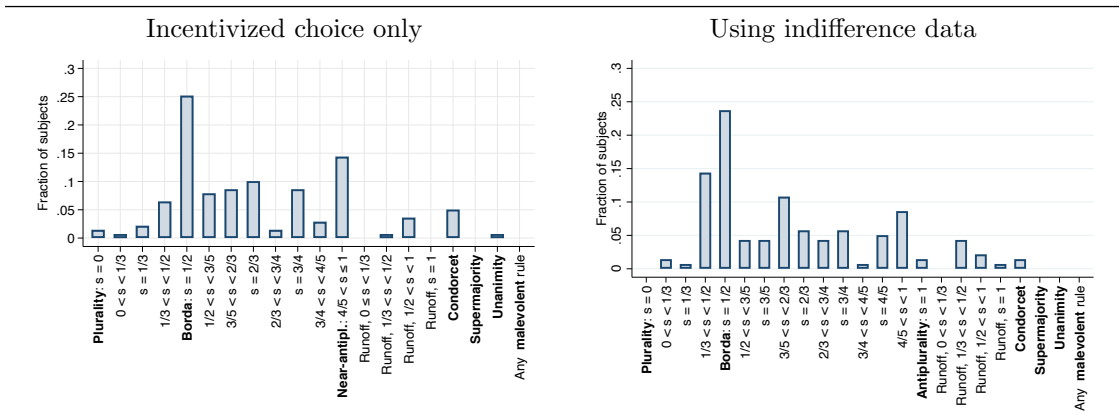 Incentivized choice only
Fraction of subjects
.3
.25
.2
.15
.1
.05
0
Plurality: s = 0
0 < s < 1/3
s = 1/3
1/3 < s < 1/2
Borda: s = 1/2
1/2 < s < 3/5
3/5 < s < 2/3
s = 2/3
2/3 < s < 3/4
s = 3/4
3/4 < s < 4/5
Near-antipl.: 4/5 < s ≤ 1
Runoff, 0 ≤ s < 1/3
Runoff, 1/3 < s < 1/2
Runoff, 1/2 < s < 1
Runoff, s = 1
Condorcet
Supermajority
Unanimity
Any malevolent rule
Using indifference data
Fraction of subjects
.3
.25
.2
.15
.1
.05
0
Plurality: s = 0
0 < s < 1/3
s = 1/3
1/3 < s < 1/2
Borda: s = 1/2
1/2 < s < 3/5
s = 3/5
3/5 < s < 2/3
s = 2/3
2/3 < s < 3/4
s = 3/4
3/4 < s < 4/5
s = 4/5
4/5 < s < 1
Antiplurality: s = 1
Runoff, 0 < s < 1/3
Runoff, 1/3 < s < 1/2
Runoff, 1/2 < s < 1
Runoff, s = 1
Condorcet
Supermajority
Unanimity
Any malevolent rule